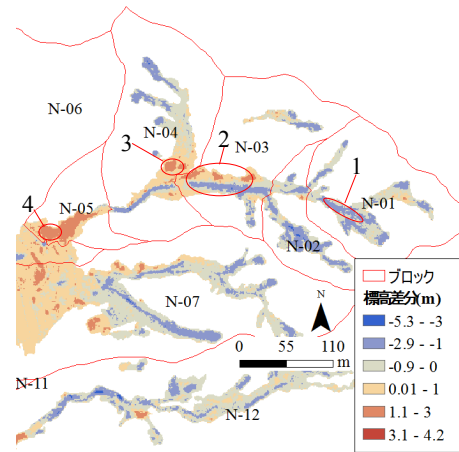 N-06
N-04
3
2
N-03
1
N-01
4
N-05
N-02
N-07
N
0 55 110
m
N-11
N-12
ブロック
標高差分(m)
-5.3 - -3
-2.9 - -1
-0.9 - 0
0.01 - 1
1.1 - 3
3.1 - 4.2